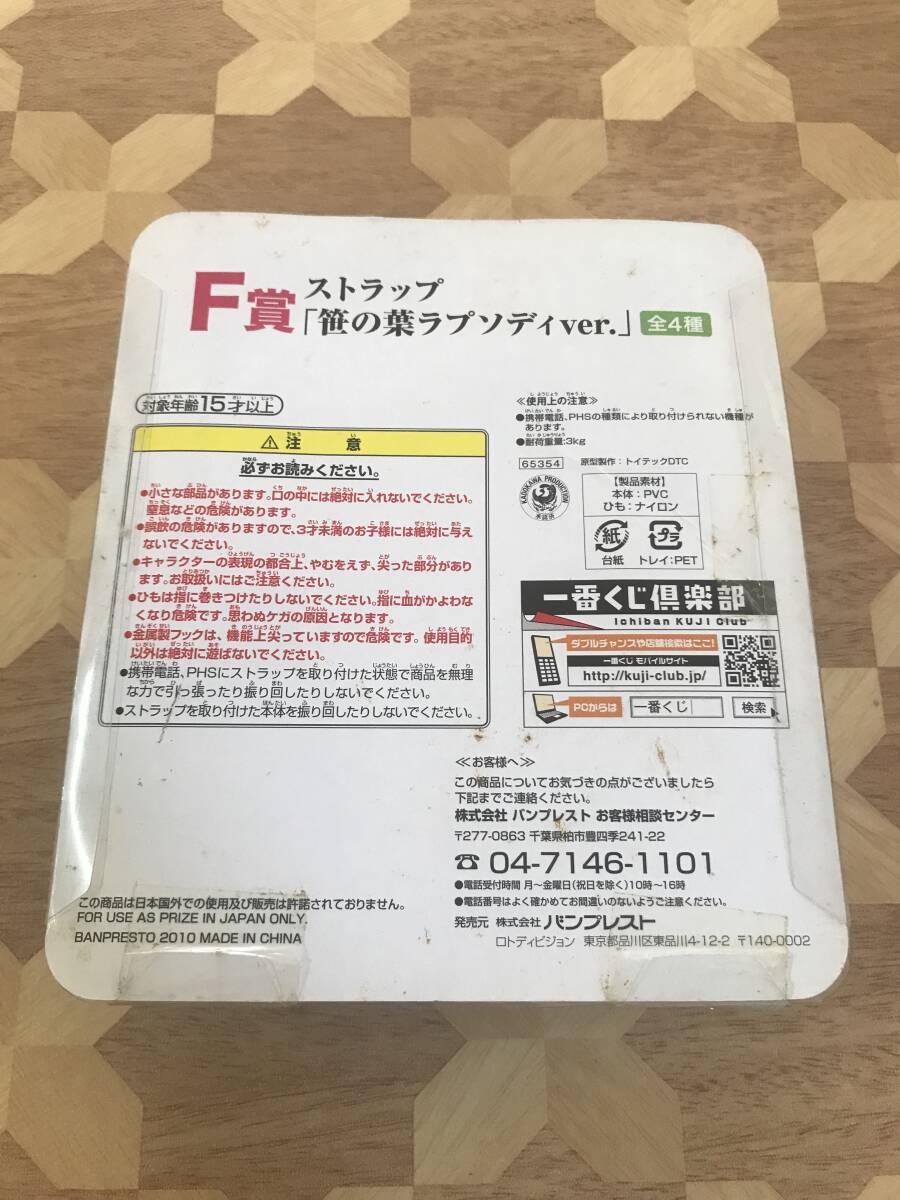 F賞 ストラップ
「笹の葉ラプソディver.」 全4種
対象年齢15才以上
⚠注 意
必ずお読みください。
●小さな部品があります。口の中には絶対に入れないでください。
窒息などの危険があります。
●誤飲の危険がありますので、3才未満のお子様には絶対に与え
ないでください。
●キャラクターの表現の都合上、やむをえず、尖った部分があり
ます。お取扱いにはご注意ください。
●ひもは指に巻きつけたりしないでください。指に血がかよわな
くなり危険です。思わぬケガの原因となります。
●金属製フックは、機能上尖っていますので危険です。使用目的
以外は絶対に遊ばないでください。
●携帯電話、PHSにストラップを取り付けた状態で商品を無理
な力で引っ張ったり振り回したりしないでください。
●ストラップを取り付けた本体を振り回したりしないでください。
≪使用上の注意≫
●携帯電話、PHSの種類により取り付けられない機種が
あります。
●耐荷重量:3kg
65354 原型製作:トイテックDTC
KADOKAWA PRODUCTION
【製品素材】
本体:PVC
ひも:ナイロン
紙 プラ
台紙 トレイ:PET
一番くじ倶楽部
Ichiban KUJI Club
ダブルチャンスや店舗検索はここ!
一番くじ モバイルサイト
http://kuji-club.jp/
PCからは 一番くじ 検索
≪お客様へ≫
この商品についてお気づきの点がございましたら
下記までご連絡ください。
株式会社 バンプレスト お客様相談センター
〒277-0863 千葉県柏市豊四季241-22
☎ 04-7146-1101
●電話受付時間 月〜金曜日(祝日を除く)10時〜16時
●電話番号はよく確かめてお間違いのないようご注意ください。
発売元 株式会社 バンプレスト
ロトディビジョン 東京都品川区東品川4-12-2 〒140-0002
この商品は日本国外での使用及び販売は許諾されておりません。
FOR USE AS PRIZE IN JAPAN ONLY.
BANPRESTO 2010 MADE IN CHINA